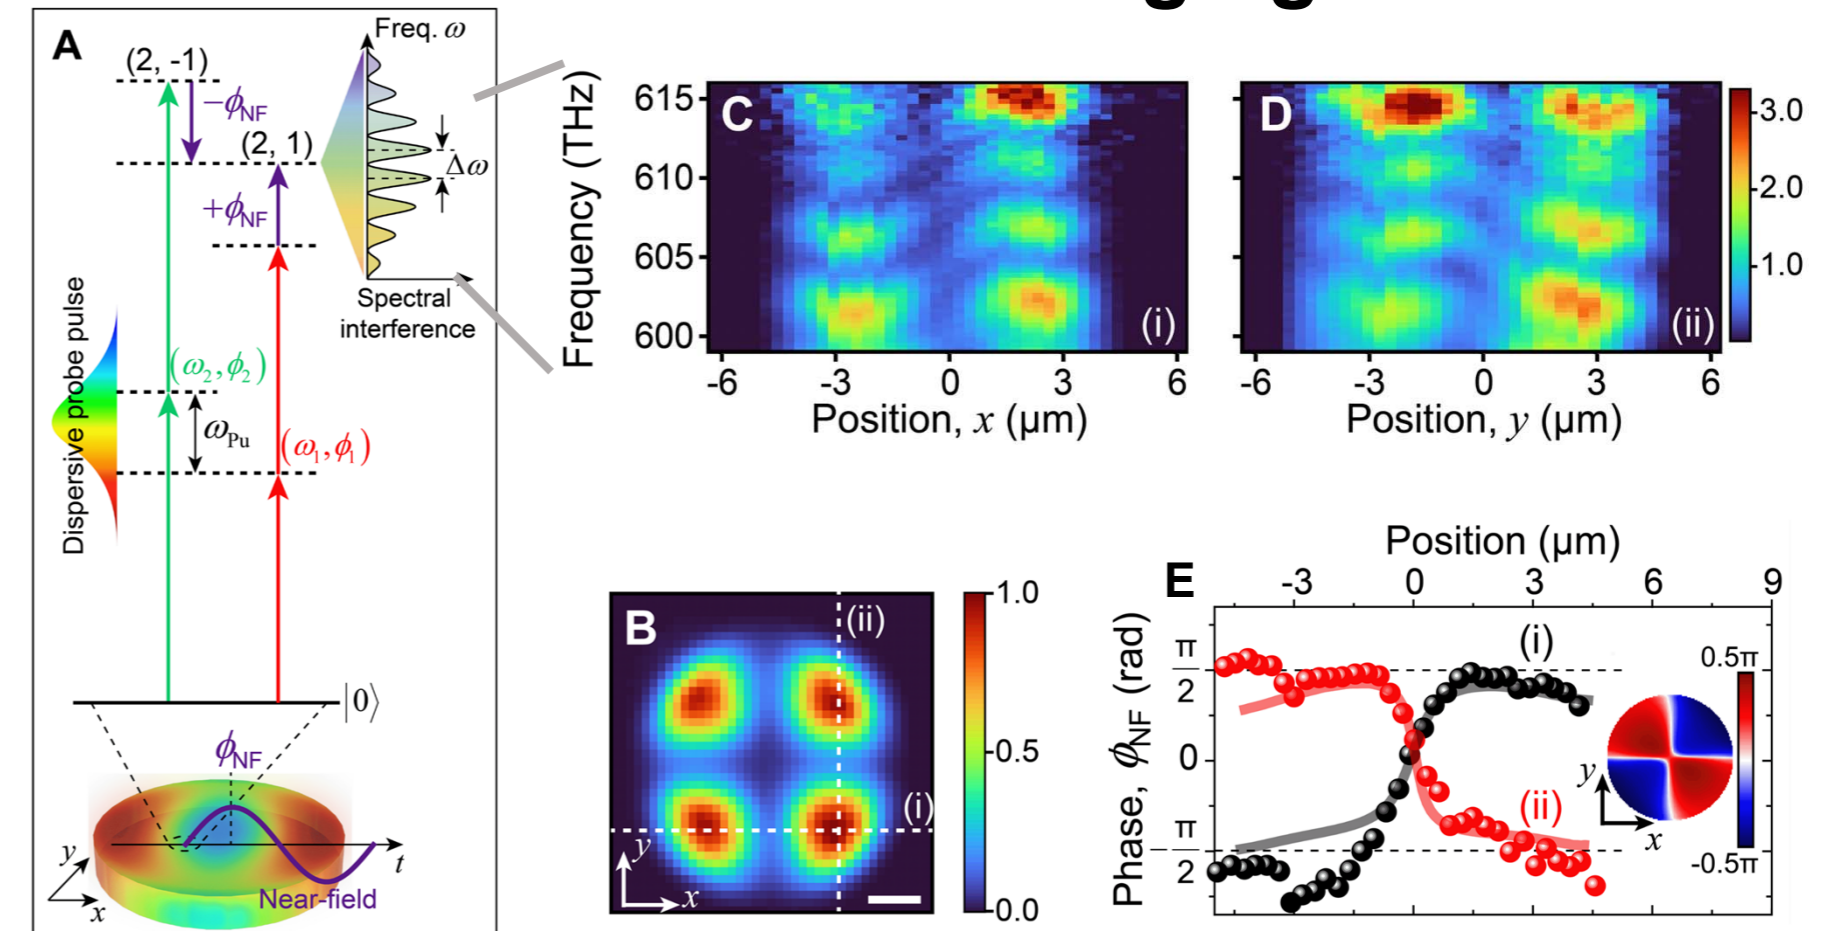 A
Freq. ω
(2, -1)
−ϕNF
(2, 1)
Δω
+ϕNF
Spectral
interference
Dispersive probe pulse
(ω2, ϕ2)
ωPu
(ω1, ϕ1)
|0⟩
ϕNF
y
x
t
Near-field
C
Frequency (THz)
615
610
605
600
(i)
-6
-3
0
3
6
Position, x (μm)
D
(ii)
-6
-3
0
3
6
Position, y (μm)
3.0
2.0
1.0
B
(ii)
(i)
y
x
1.0
0.5
0.0
E
Position (μm)
-3
0
3
6
9
Phase, ϕNF (rad)
π
2
0
π
2
(i)
(ii)
y
x
0.5π
-0.5π